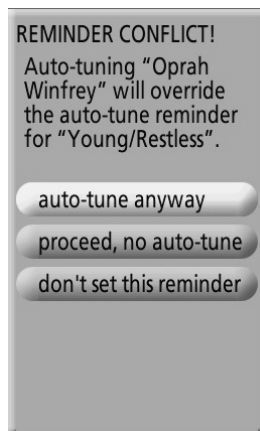 REMINDER CONFLICT!
Auto-tuning “Oprah
Winfrey” will override
the auto-tune reminder
for “Young/Restless”.
auto-tune anyway
proceed, no auto-tune
don't set this reminder